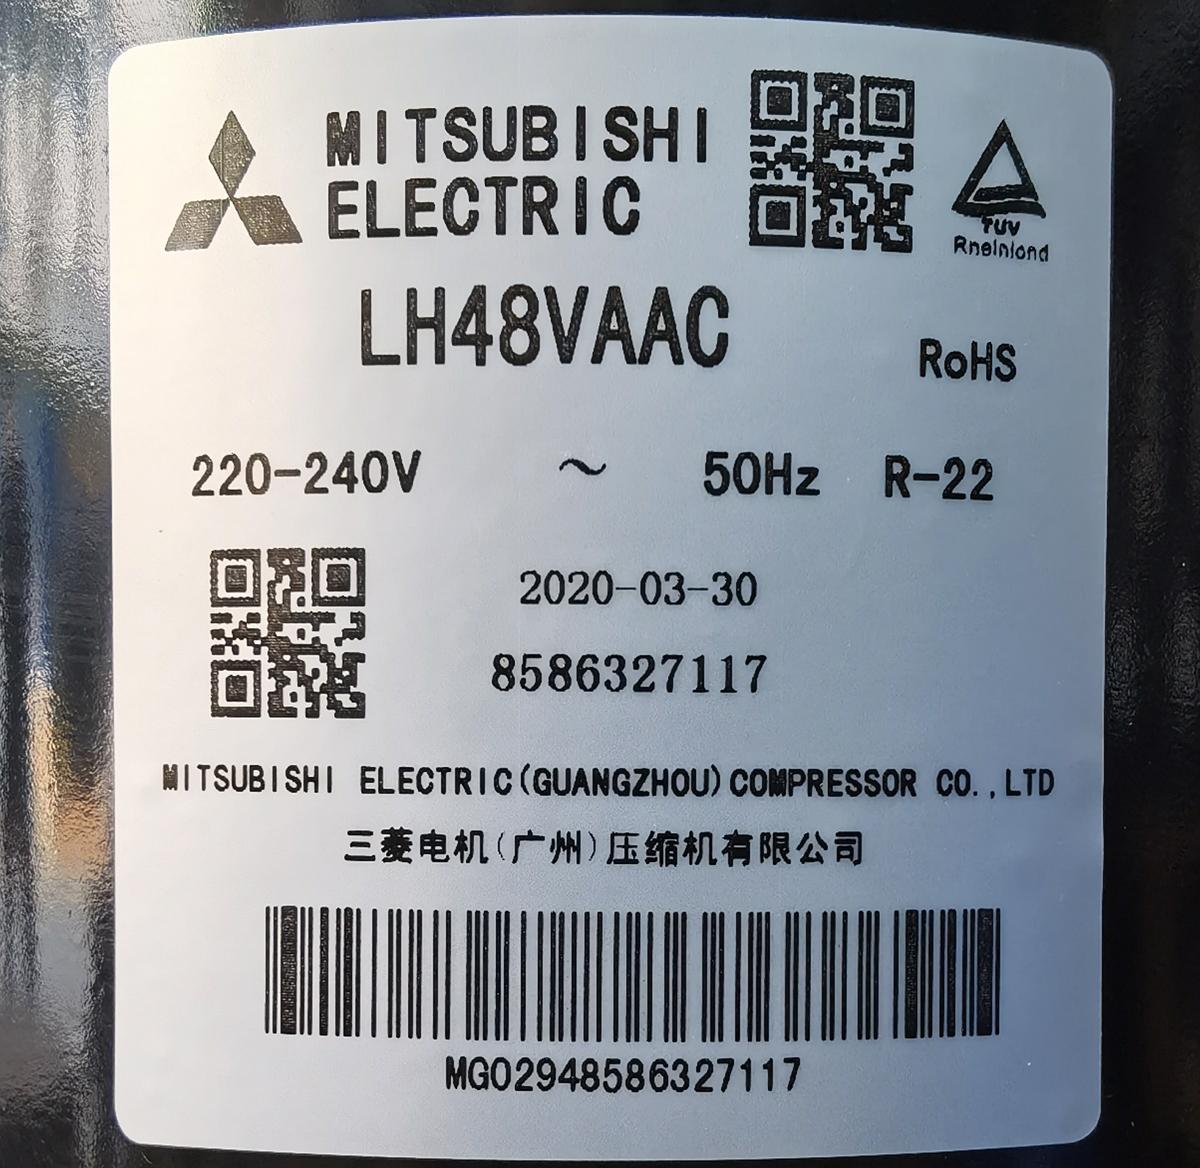 MITSUBISHI
ELECTRIC
TÜV
Rheinland
LH48VAAC
RoHS
220-240V ~ 50Hz R-22
2020-03-30
8586327117
MITSUBISHI ELECTRIC(GUANGZHOU)COMPRESSOR CO.,LTD
三菱电机(广州)压缩机有限公司
MG02948586327117